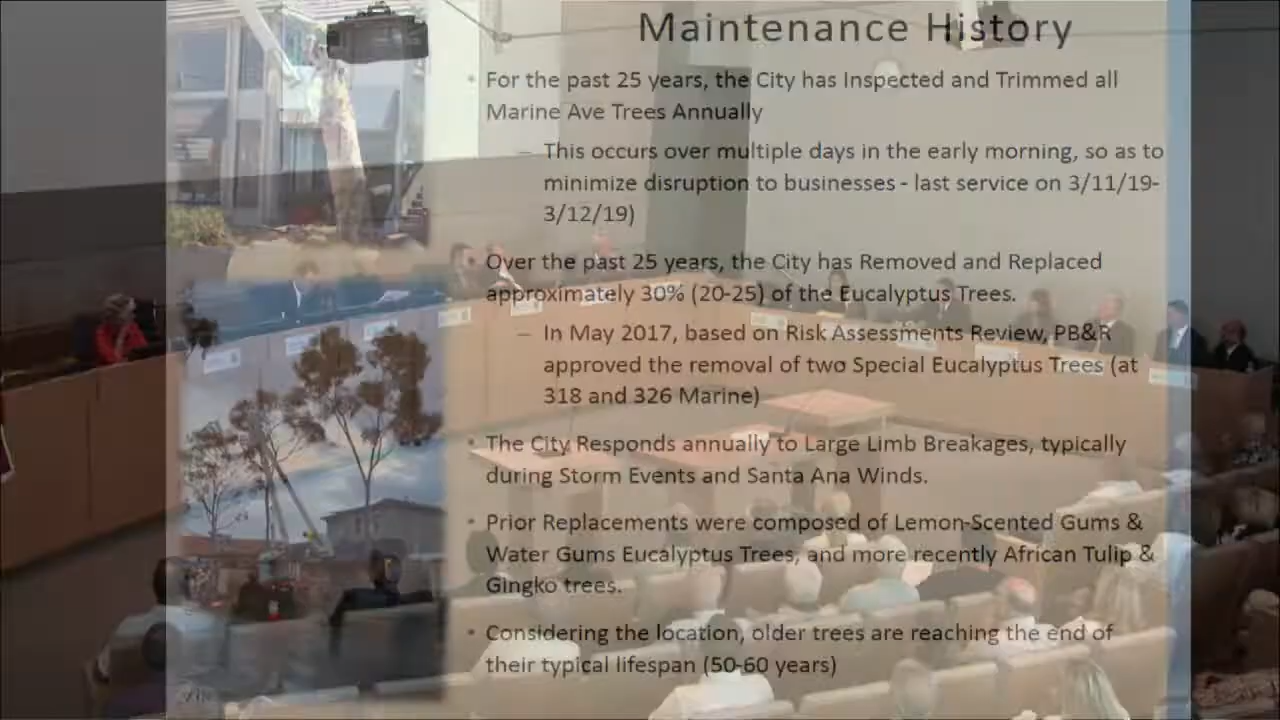 Maintenance History
• For the past 25 years, the City has Inspected and Trimmed all
Marine Ave Trees Annually
– This occurs over multiple days in the early morning, so as to
minimize disruption to businesses - last service on 3/11/19-
3/12/19)
Over the past 25 years, the City has Removed and Replaced
approximately 30% (20-25) of the Eucalyptus Trees.
– In May 2017, based on Risk Assessments Review, PB&R
approved the removal of two Special Eucalyptus Trees (at
318 and 326 Marine)
• The City Responds annually to Large Limb Breakages, typically
during Storm Events and Santa Ana Winds.
• Prior Replacements were composed of Lemon-Scented Gums &
Water Gums Eucalyptus Trees, and more recently African Tulip &
Gingko trees.
• Considering the location, older trees are reaching the end of
their typical lifespan (50-60 years)